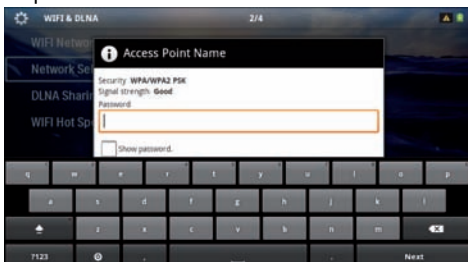 WIFI & DLNA 2/4
WIFI Netwo
Network Se
DLNA Sharin
WIFI Hot Sp
Access Point Name
Security WPA/WPA2 PSK
Signal strength Good
Password
Show password.
q w e r t y u i o p
a s d f g h j k l
z x c v b n m
?123 , . Next